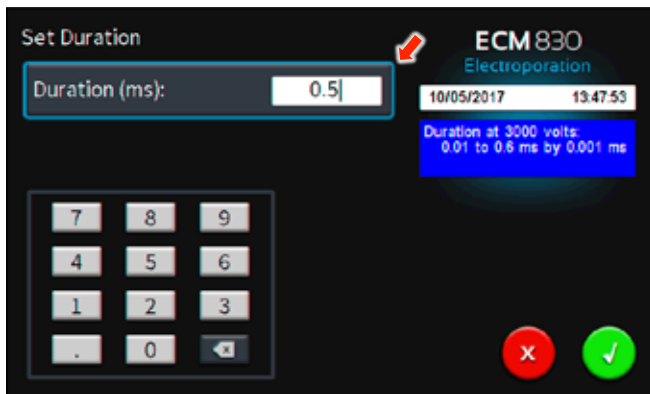 Set Duration
Duration (ms): 0.5
ECM 830
Electroporation
10/05/2017 13:47:53
Duration at 3000 volts:
0.01 to 0.6 ms by 0.001 ms
7 8 9
4 5 6
1 2 3
. 0